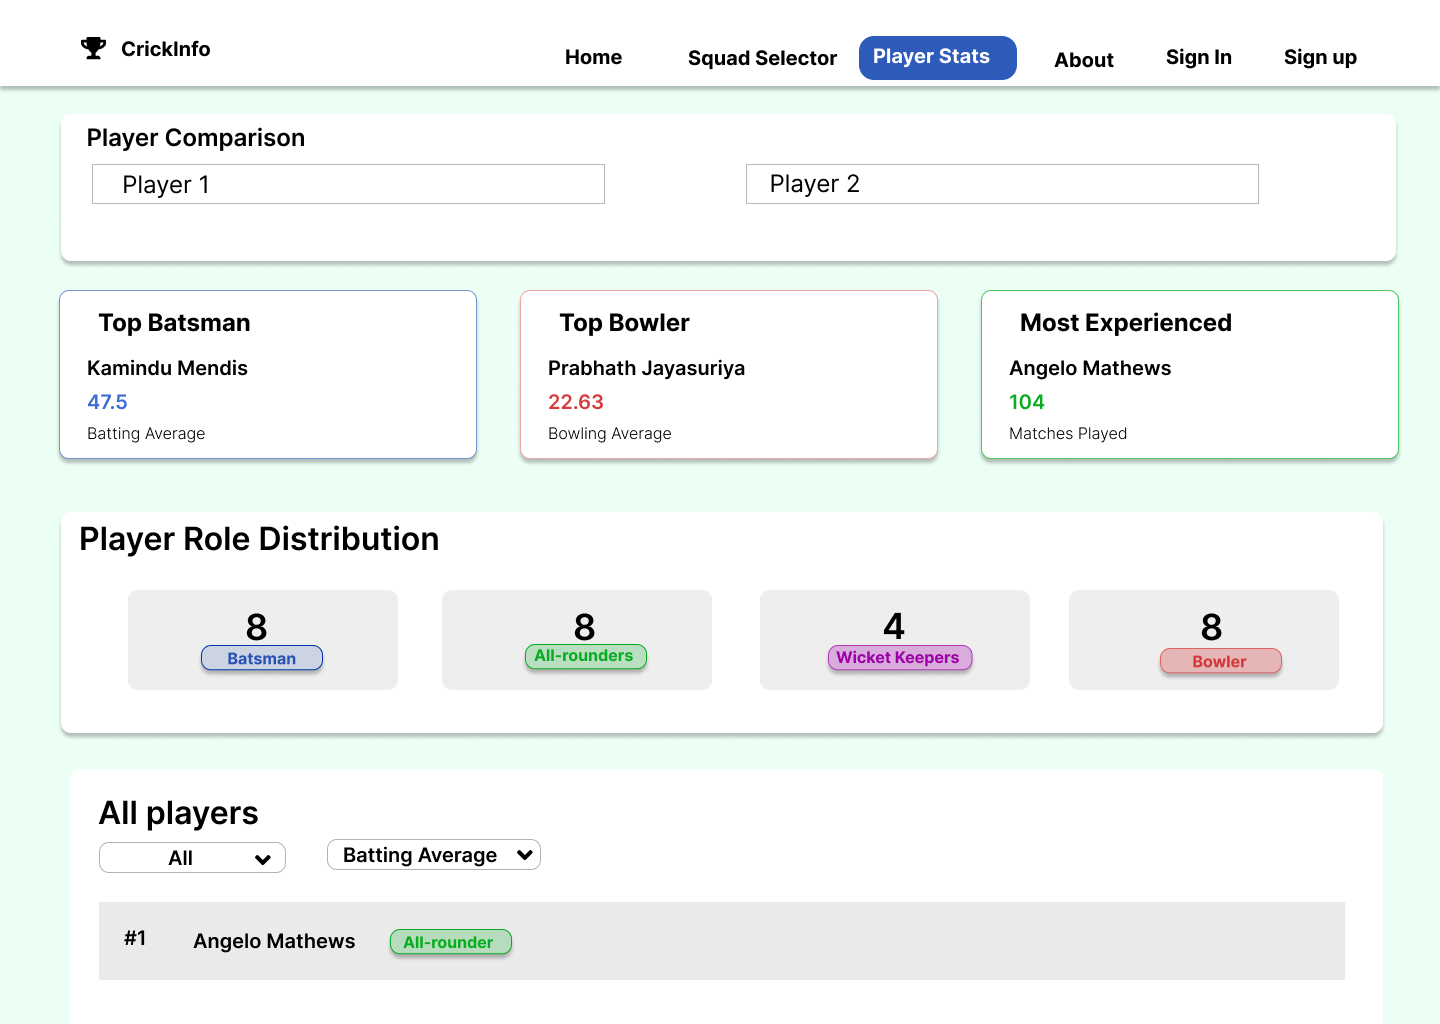 CrickInfo
Home
Squad Selector
Player Stats
About
Sign In
Sign up
Player Comparison
Player 1
Player 2
Top Batsman
Kamindu Mendis
47.5
Batting Average
Top Bowler
Prabhath Jayasuriya
22.63
Bowling Average
Most Experienced
Angelo Mathews
104
Matches Played
Player Role Distribution
8
Batsman
8
All-rounders
4
Wicket Keepers
8
Bowler
All players
All
Batting Average
#1
Angelo Mathews
All-rounder